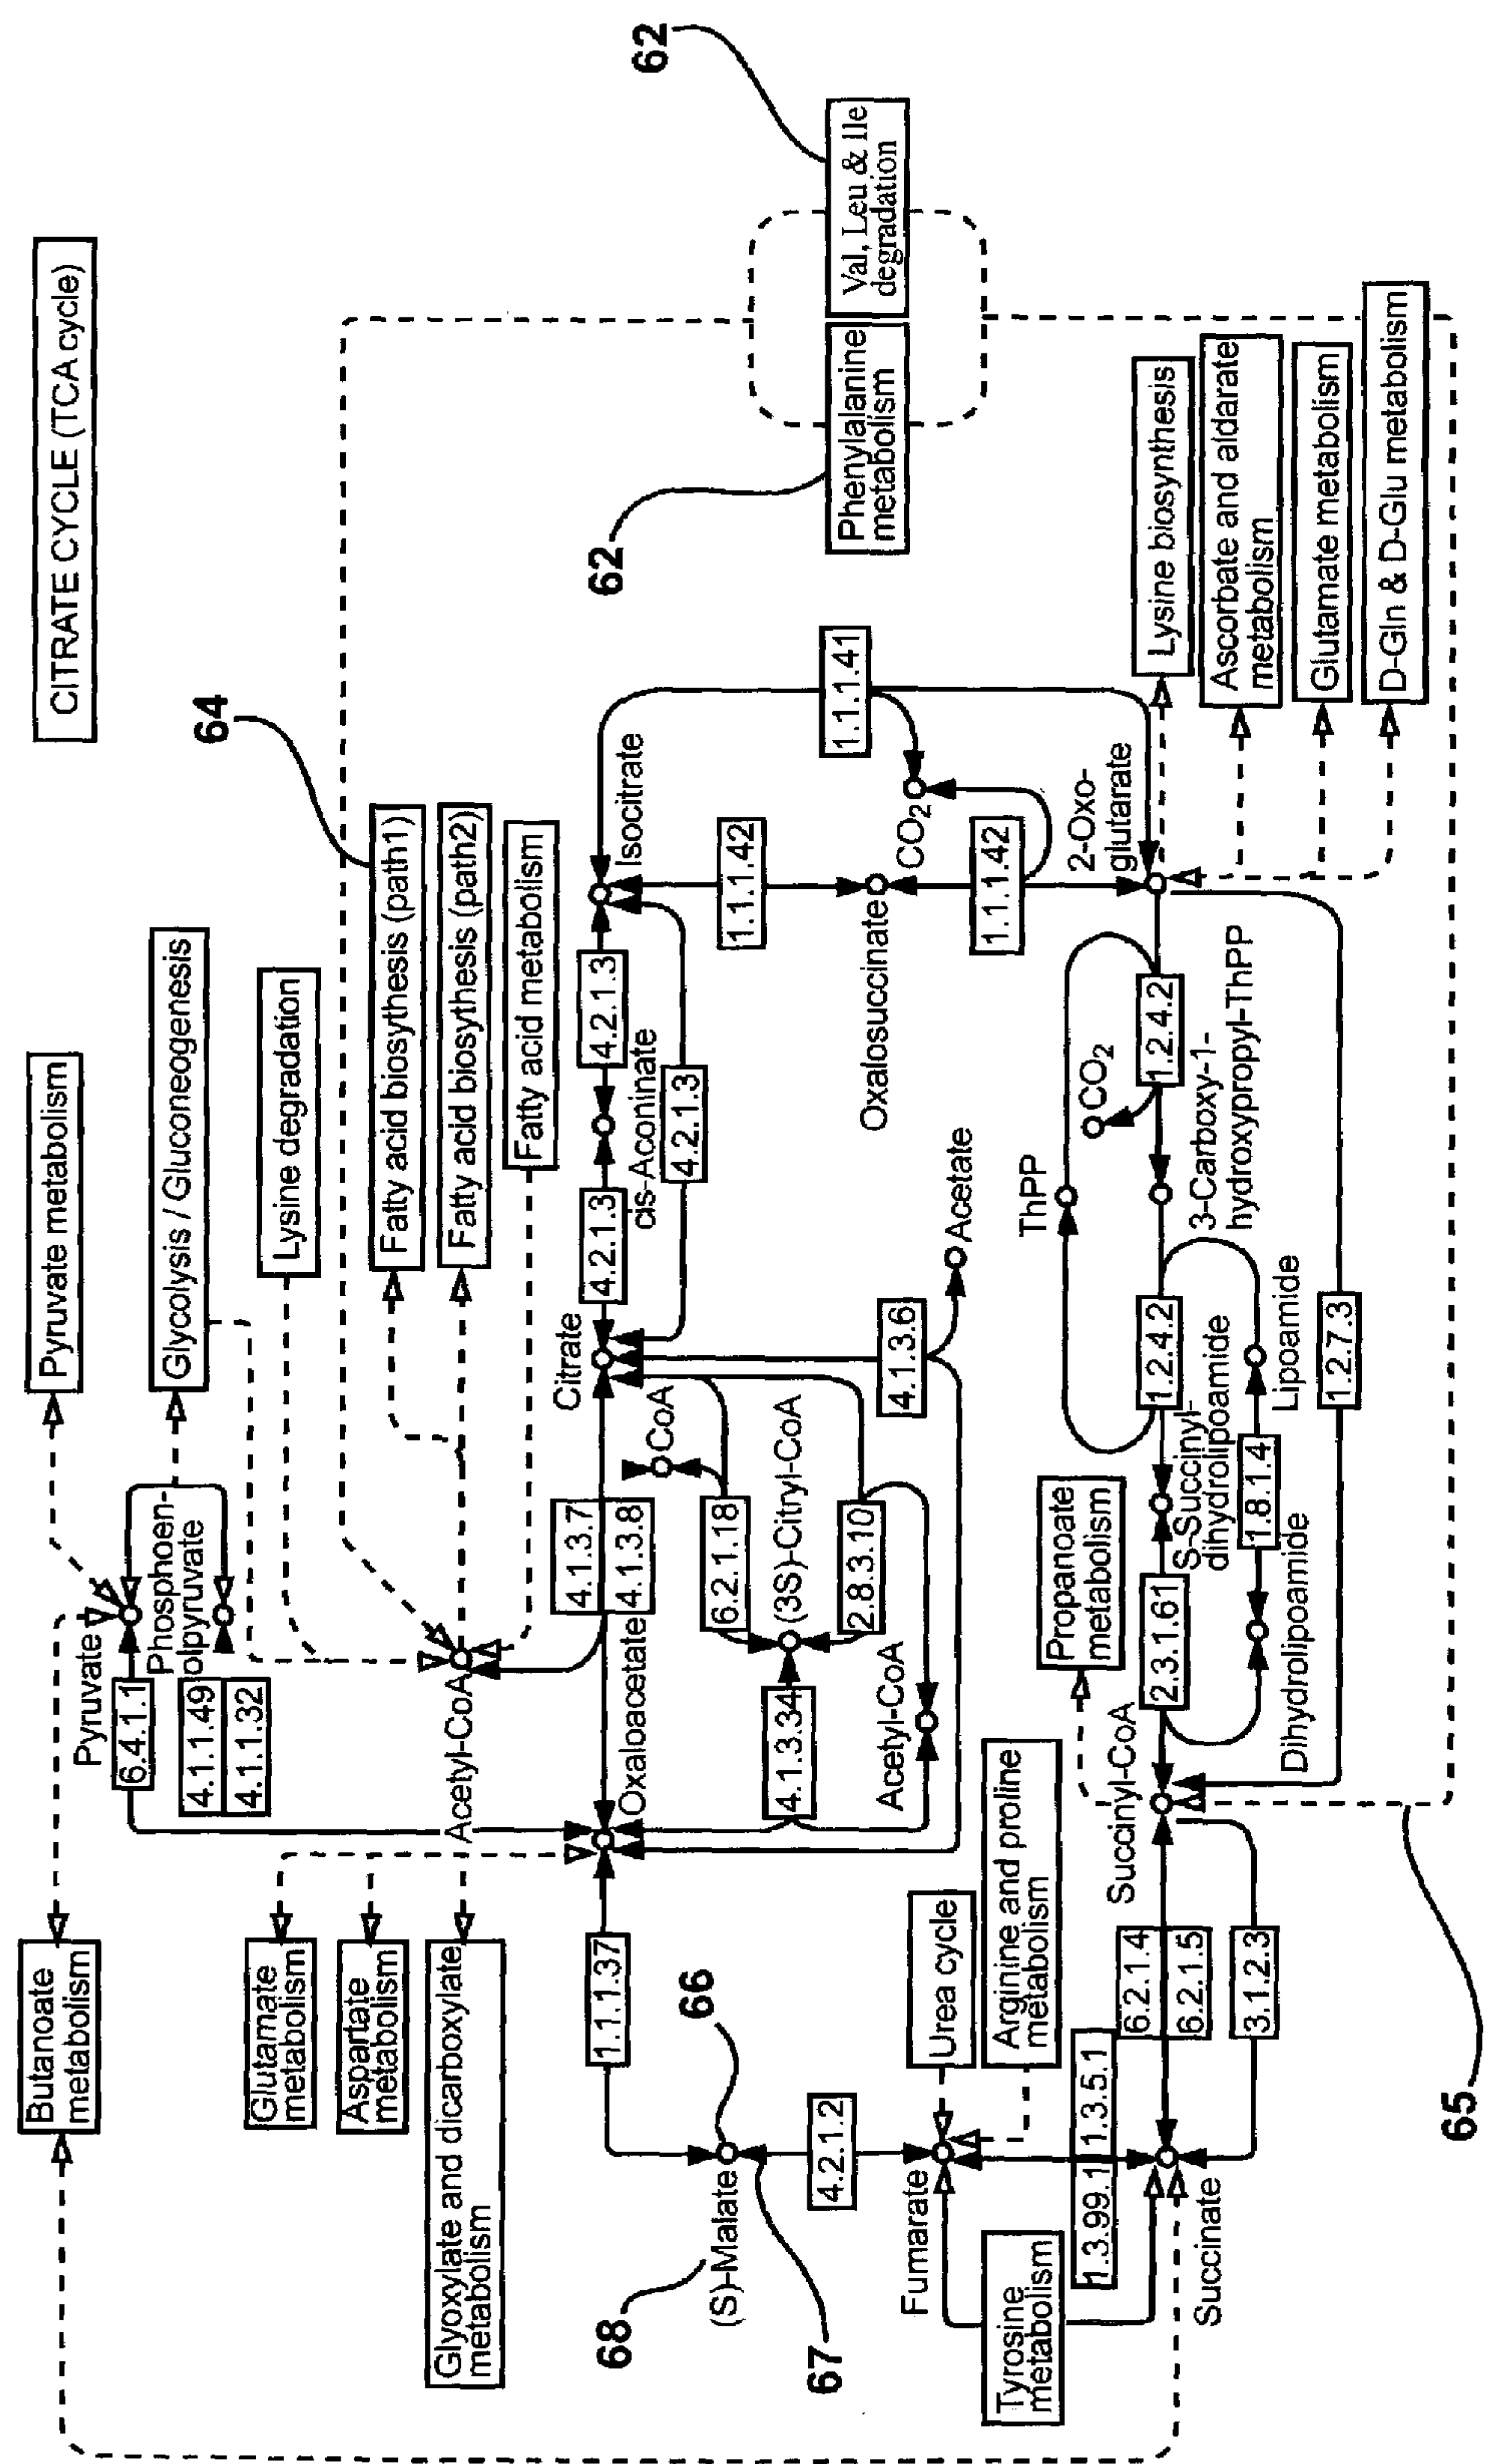 CITRATE CYCLE (TCA cycle)
Butanoate
metabolism
Pyruvate metabolism
Glutamate
metabolism
Aspartate
metabolism
Glyoxylate and dicarboxylate
metabolism
Pyruvate
6.4.1.1
Phosphoen-
olpyruvate
4.1.1.49
4.1.1.32
Glycolysis / Gluconeogenesis
Lysine degradation
64
Fatty acid biosythesis (path1)
Fatty acid biosythesis (path2)
Fatty acid metabolism
Acetyl-CoA
62
62
Phenylalanine
metabolism
Val, Leu & Ile
degradation
1.1.1.37
Oxaloacetate
4.1.3.7
4.1.3.8
Citrate
4.2.1.3
cis-Aconinate
4.2.1.3
4.2.1.3
Isocitrate
CoA
6.2.1.18
(3S)-Citryl-CoA
4.1.3.34
2.8.3.10
Acetyl-CoA
4.1.3.6
Acetate
1.1.1.42
Oxalosuccinate
CO2
1.1.1.41
1.1.1.42
2-Oxo-
glutarate
66
68
(S)-Malate
67
4.2.1.2
Fumarate
Urea cycle
Arginine and proline
metabolism
Tyrosine
metabolism
1.3.99.1
1.3.5.1
Succinate
6.2.1.4
6.2.1.5
3.1.2.3
Succinyl-CoA
Propanoate
metabolism
2.3.1.61
S-Succinyl-
dihydrolipoamide
1.2.4.2
ThPP
CO2
1.2.4.2
3-Carboxy-1-
hydroxypropyl-ThPP
Dihydrolipoamide
1.8.1.4
Lipoamide
1.2.7.3
Lysine biosynthesis
Ascorbate and aldarate
metabolism
Glutamate metabolism
D-Gln & D-Glu metabolism
65